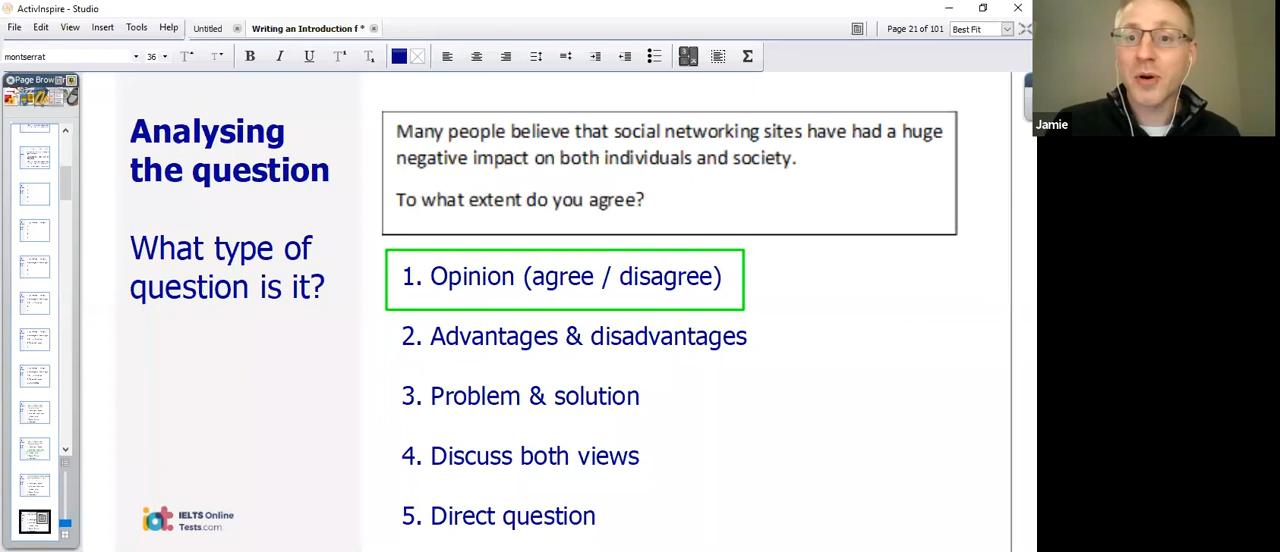 ActivInspire - Studio
File Edit View Insert Tools Help Untitled Writing an Introduction f * Page 21 of 101 Best Fit
montserrat 36 B I U T T Σ
Page Brow
Jamie
Analysing
the question
What type of
question is it?
Many people believe that social networking sites have had a huge
negative impact on both individuals and society.
To what extent do you agree?
1. Opinion (agree / disagree)
2. Advantages & disadvantages
3. Problem & solution
4. Discuss both views
5. Direct question
iot IELTS Online
Tests.com